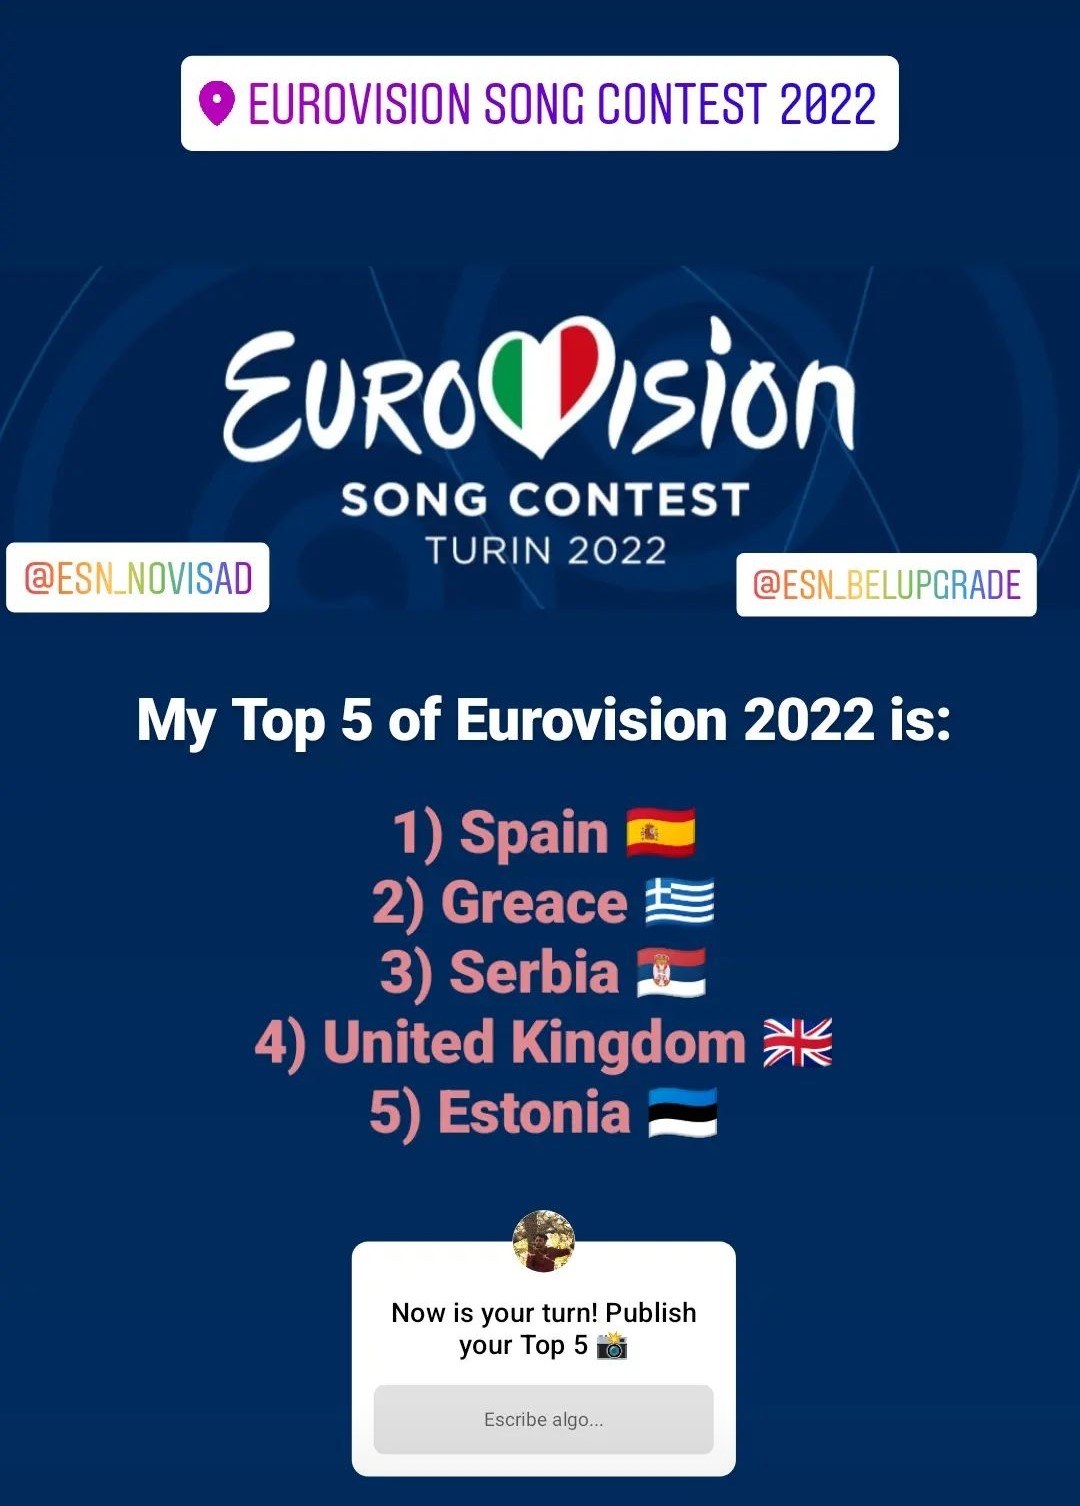 EUROVISION SONG CONTEST 2022
EUROVISION
SONG CONTEST
TURIN 2022
@ESN_NOVISAD
@ESN_BELUPGRADE
My Top 5 of Eurovision 2022 is:
1) Spain 🇪🇸
2) Greace 🇬🇷
3) Serbia 🇷🇸
4) United Kingdom 🇬🇧
5) Estonia 🇪🇪
Now is your turn! Publish
your Top 5 📸
Escribe algo...